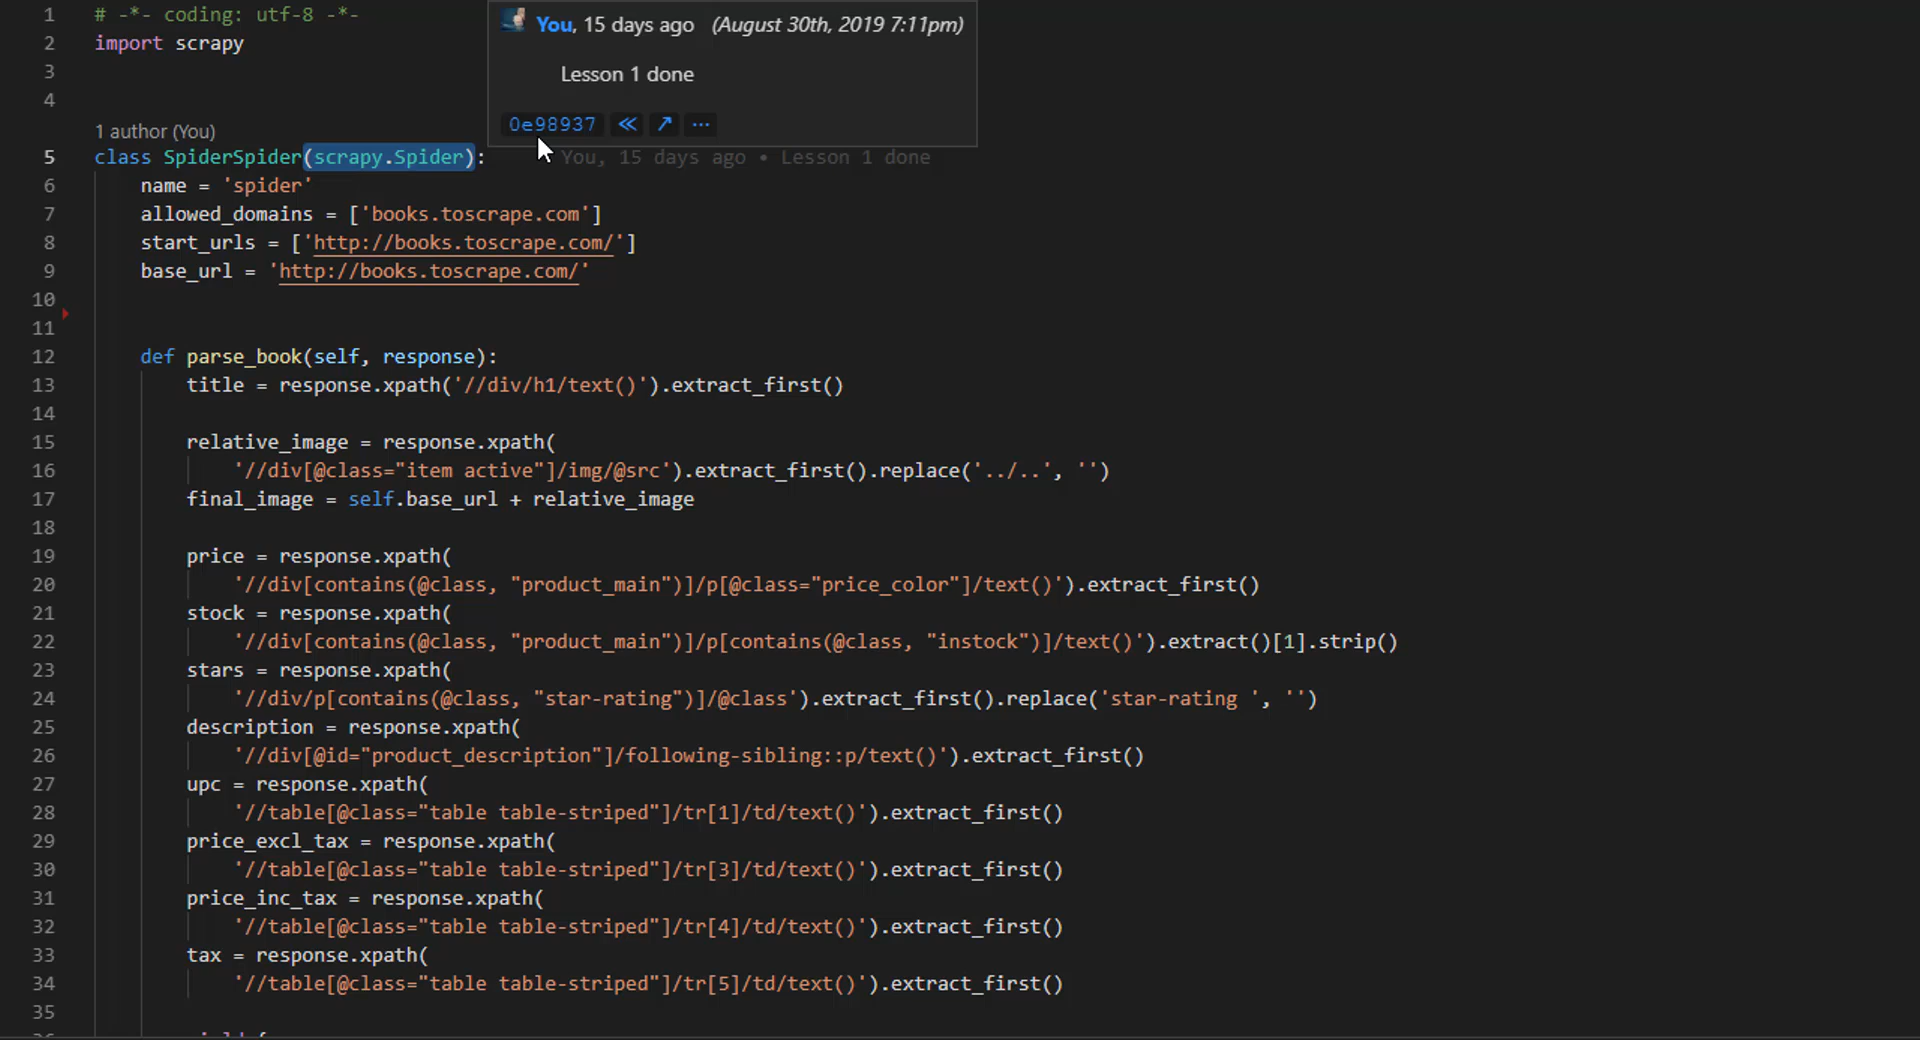 1 # -*- coding: utf-8 -*-
You, 15 days ago (August 30th, 2019 7:11pm)
2 import scrapy
3
Lesson 1 done
4
0e98937 ≪ ↗ ···
1 author (You)
5 class SpiderSpider(scrapy.Spider): You, 15 days ago • Lesson 1 done
6 name = 'spider'
7 allowed_domains = ['books.toscrape.com']
8 start_urls = ['http://books.toscrape.com/']
9 base_url = 'http://books.toscrape.com/'
10
11
12 def parse_book(self, response):
13 title = response.xpath('//div/h1/text()').extract_first()
14
15 relative_image = response.xpath(
16 '//div[@class="item active"]/img/@src').extract_first().replace('../..', '')
17 final_image = self.base_url + relative_image
18
19 price = response.xpath(
20 '//div[contains(@class, "product_main")]/p[@class="price_color"]/text()').extract_first()
21 stock = response.xpath(
22 '//div[contains(@class, "product_main")]/p[contains(@class, "instock")]/text()').extract()[1].strip()
23 stars = response.xpath(
24 '//div/p[contains(@class, "star-rating")]/@class').extract_first().replace('star-rating ', '')
25 description = response.xpath(
26 '//div[@id="product_description"]/following-sibling::p/text()').extract_first()
27 upc = response.xpath(
28 '//table[@class="table table-striped"]/tr[1]/td/text()').extract_first()
29 price_excl_tax = response.xpath(
30 '//table[@class="table table-striped"]/tr[3]/td/text()').extract_first()
31 price_inc_tax = response.xpath(
32 '//table[@class="table table-striped"]/tr[4]/td/text()').extract_first()
33 tax = response.xpath(
34 '//table[@class="table table-striped"]/tr[5]/td/text()').extract_first()
35